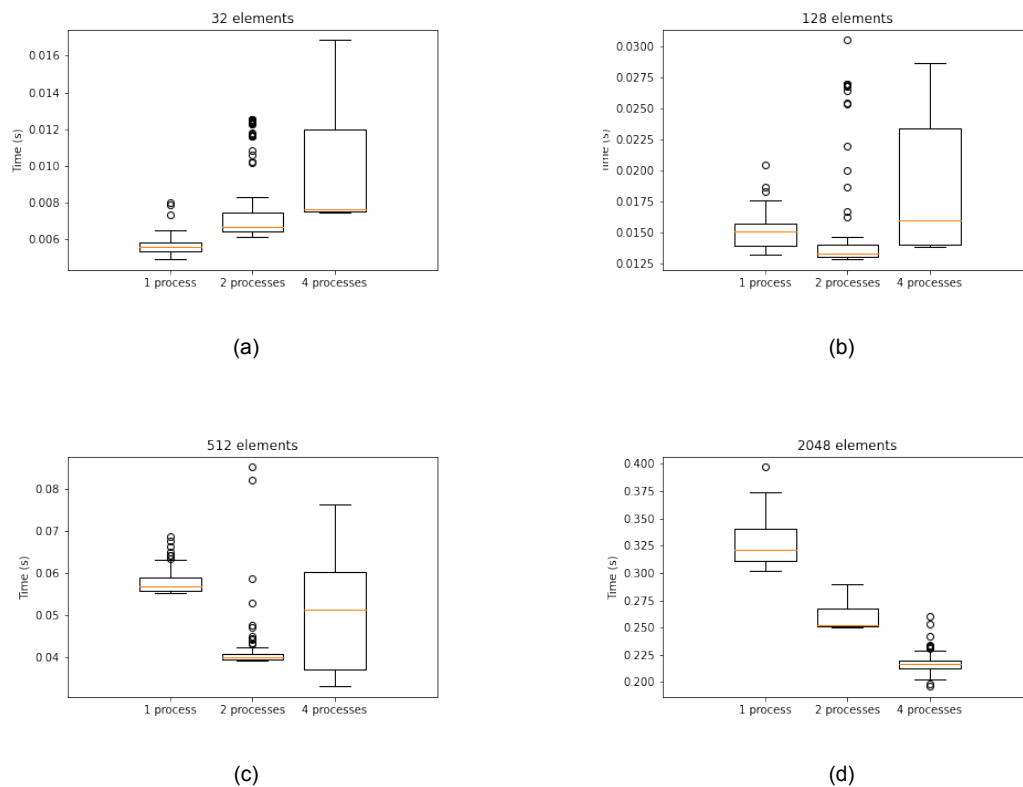 32 elements
0.016
0.014
0.012
0.010
0.008
0.006
Time (s)
1 process 2 processes 4 processes
(a)
128 elements
0.0300
0.0275
0.0250
0.0225
0.0200
0.0175
0.0150
0.0125
Time (s)
1 process 2 processes 4 processes
(b)
512 elements
0.08
0.07
0.06
0.05
0.04
Time (s)
1 process 2 processes 4 processes
(c)
2048 elements
0.400
0.375
0.350
0.325
0.300
0.275
0.250
0.225
0.200
Time (s)
1 process 2 processes 4 processes
(d)